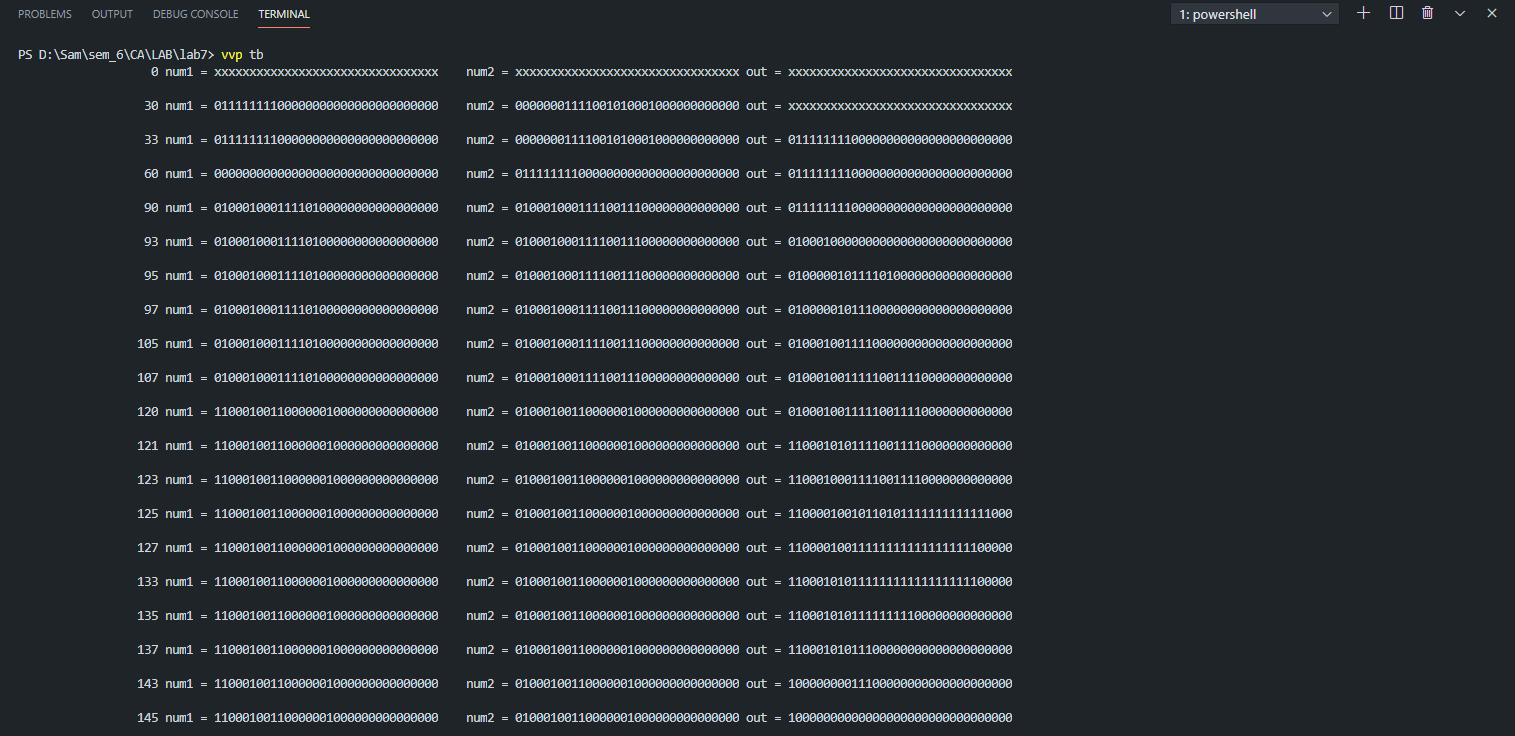 PROBLEMS OUTPUT DEBUG CONSOLE TERMINAL 1: powershell
PS D:\Sam\sem_6\CA\LAB\lab7> vvp tb
0 num1 = xxxxxxxxxxxxxxxxxxxxxxxxxxxxxxxx num2 = xxxxxxxxxxxxxxxxxxxxxxxxxxxxxxxx out = xxxxxxxxxxxxxxxxxxxxxxxxxxxxxxxx
30 num1 = 01111111100000000000000000000000 num2 = 00000001111001010001000000000000 out = xxxxxxxxxxxxxxxxxxxxxxxxxxxxxxxx
33 num1 = 01111111100000000000000000000000 num2 = 00000001111001010001000000000000 out = 01111111100000000000000000000000
60 num1 = 00000000000000000000000000000000 num2 = 01111111100000000000000000000000 out = 01111111100000000000000000000000
90 num1 = 01000100011110100000000000000000 num2 = 01000100011110011100000000000000 out = 01111111100000000000000000000000
93 num1 = 01000100011110100000000000000000 num2 = 01000100011110011100000000000000 out = 01000100000000000000000000000000
95 num1 = 01000100011110100000000000000000 num2 = 01000100011110011100000000000000 out = 01000001011110100000000000000000
97 num1 = 01000100011110100000000000000000 num2 = 01000100011110011100000000000000 out = 01000001011100000000000000000000
105 num1 = 01000100011110100000000000000000 num2 = 01000100011110011100000000000000 out = 01000100111100000000000000000000
107 num1 = 01000100011110100000000000000000 num2 = 01000100011110011100000000000000 out = 01000100111110011110000000000000
120 num1 = 11000100110000001000000000000000 num2 = 01000100110000001000000000000000 out = 01000100111110011110000000000000
121 num1 = 11000100110000001000000000000000 num2 = 01000100110000001000000000000000 out = 11000101011110011110000000000000
123 num1 = 11000100110000001000000000000000 num2 = 01000100110000001000000000000000 out = 11000100011110011110000000000000
125 num1 = 11000100110000001000000000000000 num2 = 01000100110000001000000000000000 out = 11000010010110101111111111111000
127 num1 = 11000100110000001000000000000000 num2 = 01000100110000001000000000000000 out = 11000010011111111111111111100000
133 num1 = 11000100110000001000000000000000 num2 = 01000100110000001000000000000000 out = 11000101011111111111111111100000
135 num1 = 11000100110000001000000000000000 num2 = 01000100110000001000000000000000 out = 11000101011111111100000000000000
137 num1 = 11000100110000001000000000000000 num2 = 01000100110000001000000000000000 out = 11000101011100000000000000000000
143 num1 = 11000100110000001000000000000000 num2 = 01000100110000001000000000000000 out = 10000000011100000000000000000000
145 num1 = 11000100110000001000000000000000 num2 = 01000100110000001000000000000000 out = 10000000000000000000000000000000